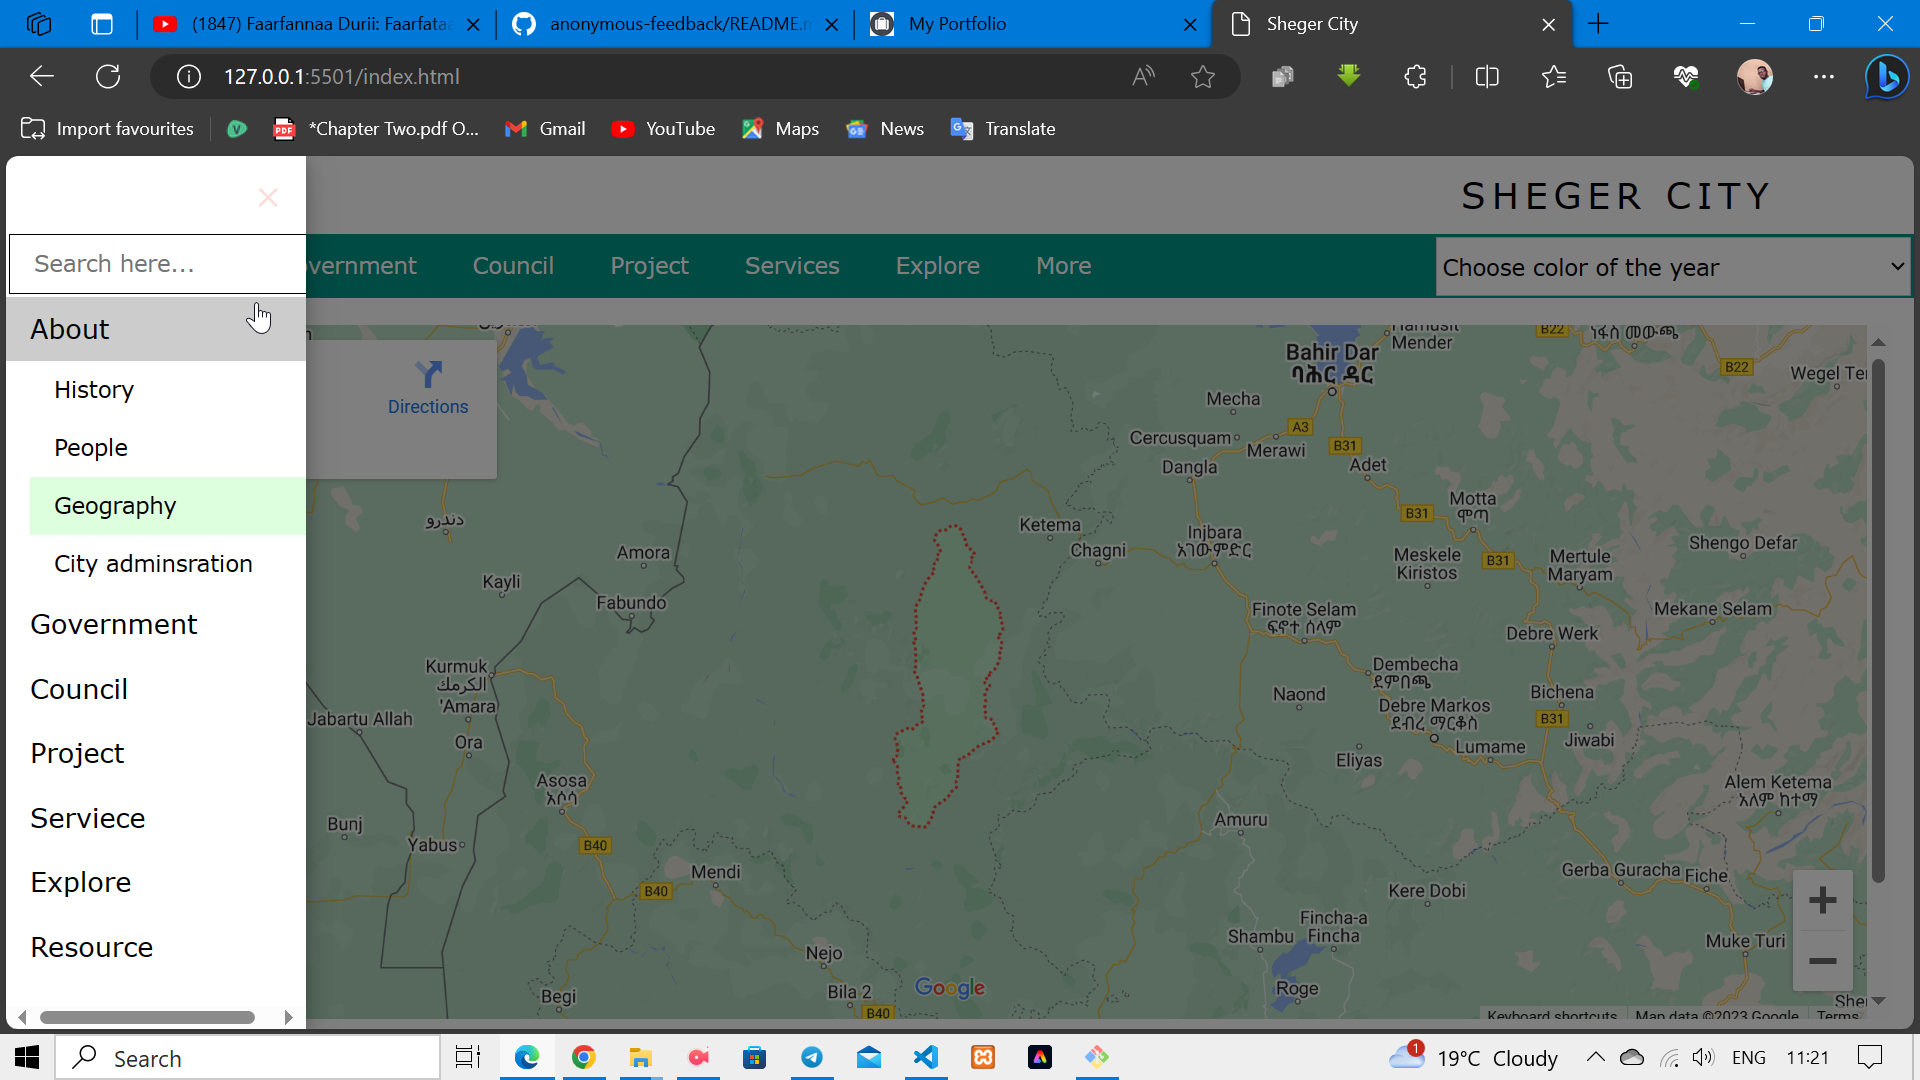 (1847) Faarfannaa Durii: Faarfata
anonymous-feedback/README.m
My Portfolio
Sheger City
127.0.0.1:5501/index.html
Import favourites
*Chapter Two.pdf O...
Gmail
YouTube
Maps
News
Translate
SHEGER CITY
Search here...
vernment
Council
Project
Services
Explore
More
Choose color of the year
About
History
People
Geography
City adminsration
Government
Council
Project
Serviece
Explore
Resource
Directions
دندرو
Amora
Kayli
Fabundo
Kurmuk
الكرمك
'Amara
Jabartu Allah
Ora
Asosa
አሶሳ
Bunj
Yabus
B40
Mendi
B40
Nejo
Begi
Bila 2
B40
Google
Hamusit
Mender
B22
ነፋስ መውጫ
Bahir Dar
ባሕር ዳር
B22
Wegel Te
Mecha
A3
Cercusquam
Merawi
B31
Dangla
Adet
Motta
ሞጣ
B31
Ketema
Chagni
Injbara
እንጅባራ
Meskele
Kiristos
B31
Mertule
Maryam
Shengo Defar
Finote Selam
ፍኖተ ሰላም
Mekane Selam
Debre Werk
Dembecha
ደምበጫ
Naond
Bichena
Debre Markos
ደብረ ማርቆስ
B31
Lumame
Jiwabi
Eliyas
Alem Ketema
አለም ከተማ
Amuru
Gerba Guracha
Fiche
Kere Dobi
Fincha-a
Fincha
Shambu
Muke Turi
Roge
She
Keyboard shortcuts
Map data ©2023 Google
Terms
Search
1
19°C Cloudy
ENG
11:21